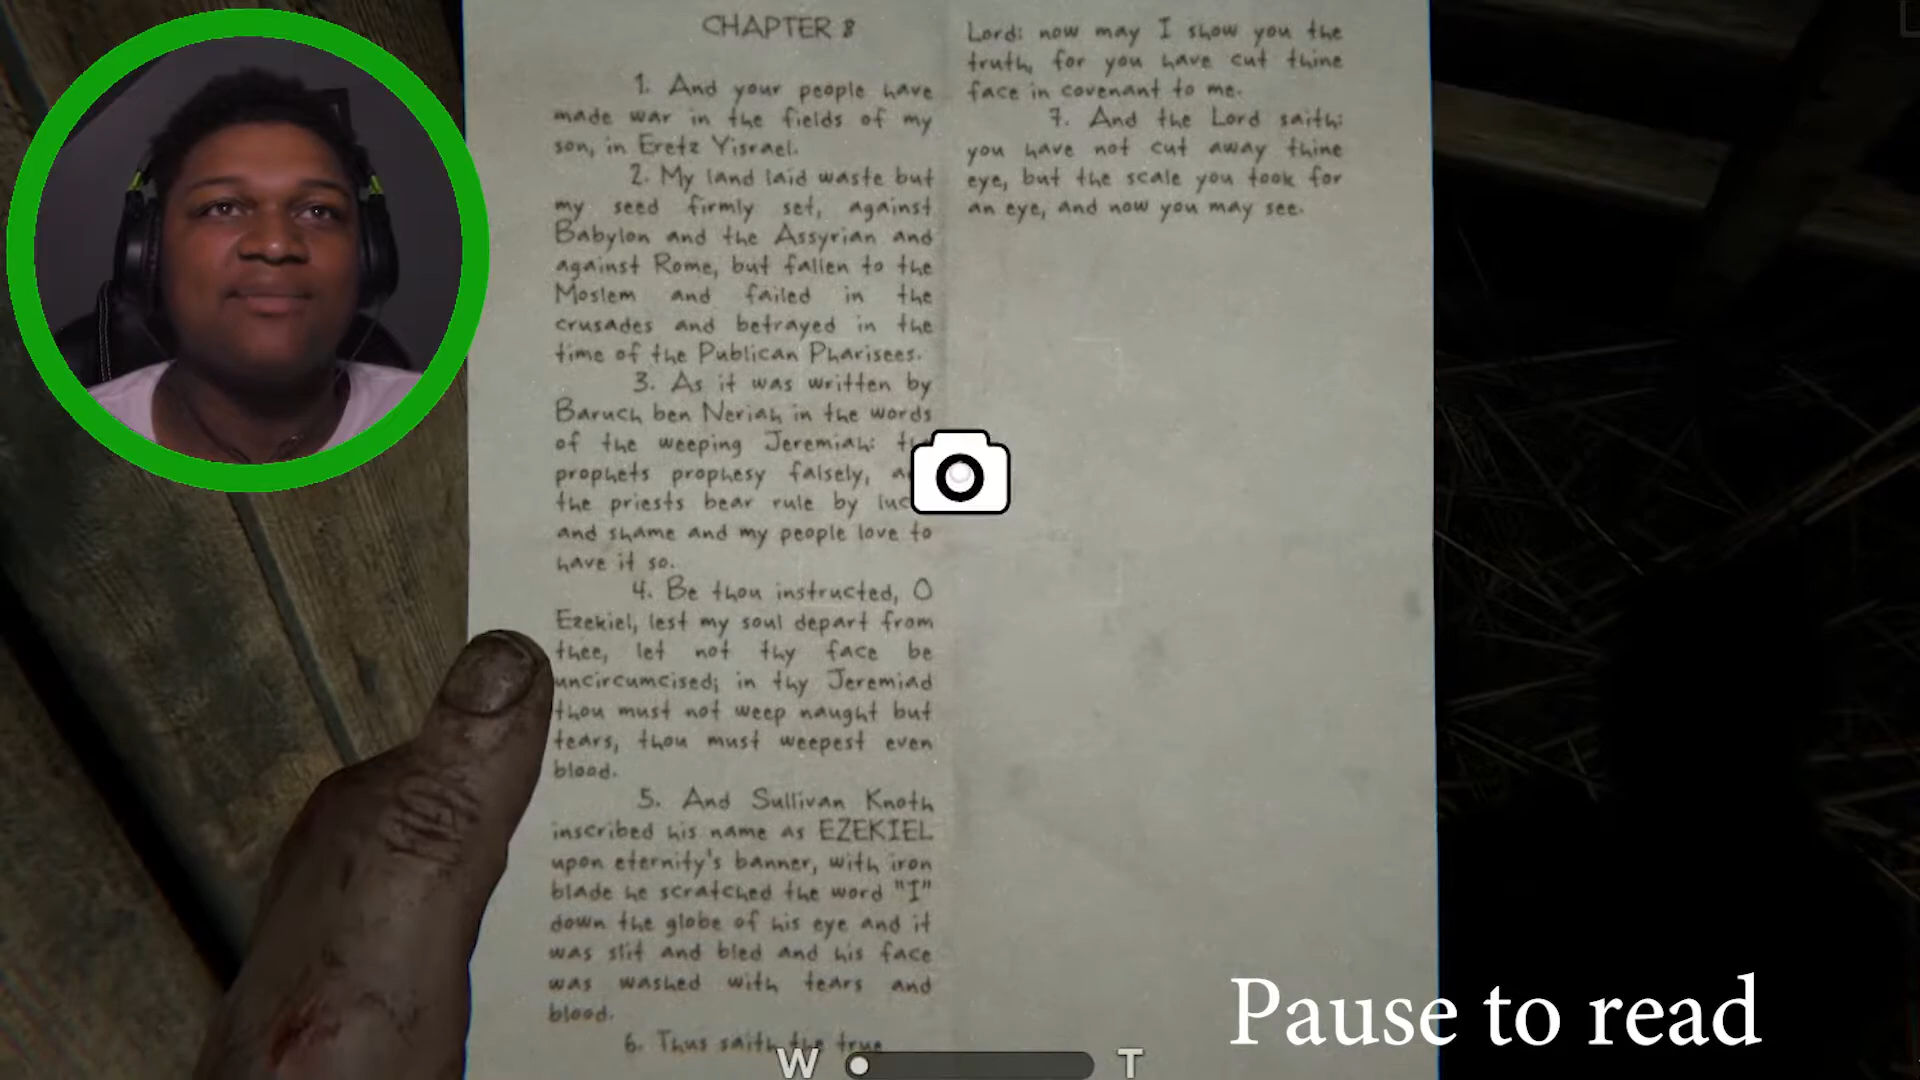 CHAPTER 8
1. And your people have
made war in the fields of my
son, in Eretz Yisrael.
2. My land laid waste but
my seed firmly set, against
Babylon and the Assyrian and
against Rome, but fallen to the
Moslem and failed in the
crusades and betrayed in the
time of the Publican Pharisees.
3. As it was written by
Baruch ben Neriah in the words
of the weeping Jeremiah:
prophets prophesy falsely,
the priests bear rule by
and shame and my people love to
have it so.
4. Be thou instructed, O
Ezekiel, lest my soul depart from
thee, let not thy face be
uncircumcised; in thy Jeremiad
thou must not weep naught but
tears, thou must weepest even
blood.
5. And Sullivan Knoth
inscribed his name as EZEKIEL
upon eternity's banner, with iron
blade he scratched the word "I"
down the globe of his eye and it
was slit and bled and his face
was washed with tears and
blood.
6. Thus saith the true
Lord: now may I show you the
truth, for you have cut thine
face in covenant to me.
7. And the Lord saith:
you have not cut away thine
eye, but the scale you took for
an eye, and now you may see.
W T
Pause to read